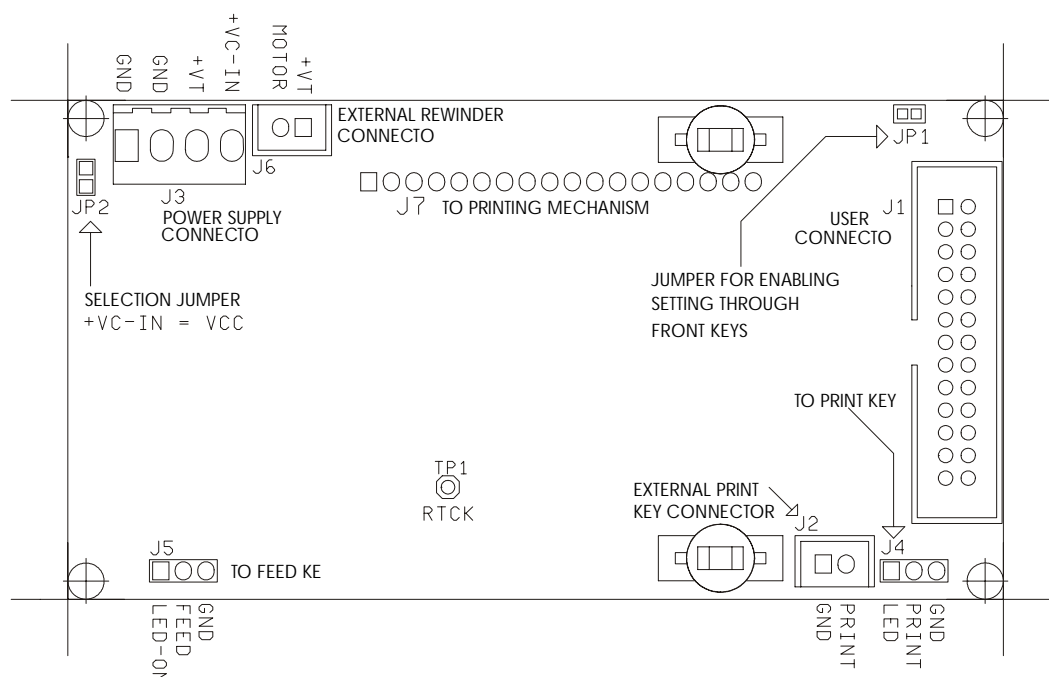 GND
GND
+VT
+VC-IN
MOTOR
+VT
EXTERNAL REWINDER
CONNECTO
J6
JP1
J3
JP2
POWER SUPPLY
CONNECTO
J7 TO PRINTING MECHANISM
J1
USER
CONNECTO
SELECTION JUMPER
+VC-IN = VCC
JUMPER FOR ENABLING
SETTING THROUGH
FRONT KEYS
TO PRINT KEY
TP1
RTCK
EXTERNAL PRINT
KEY CONNECTOR
J2
J4
J5
TO FEED KE
LED-ON
FEED
GND
GND
PRINT
LED
PRINT
GND